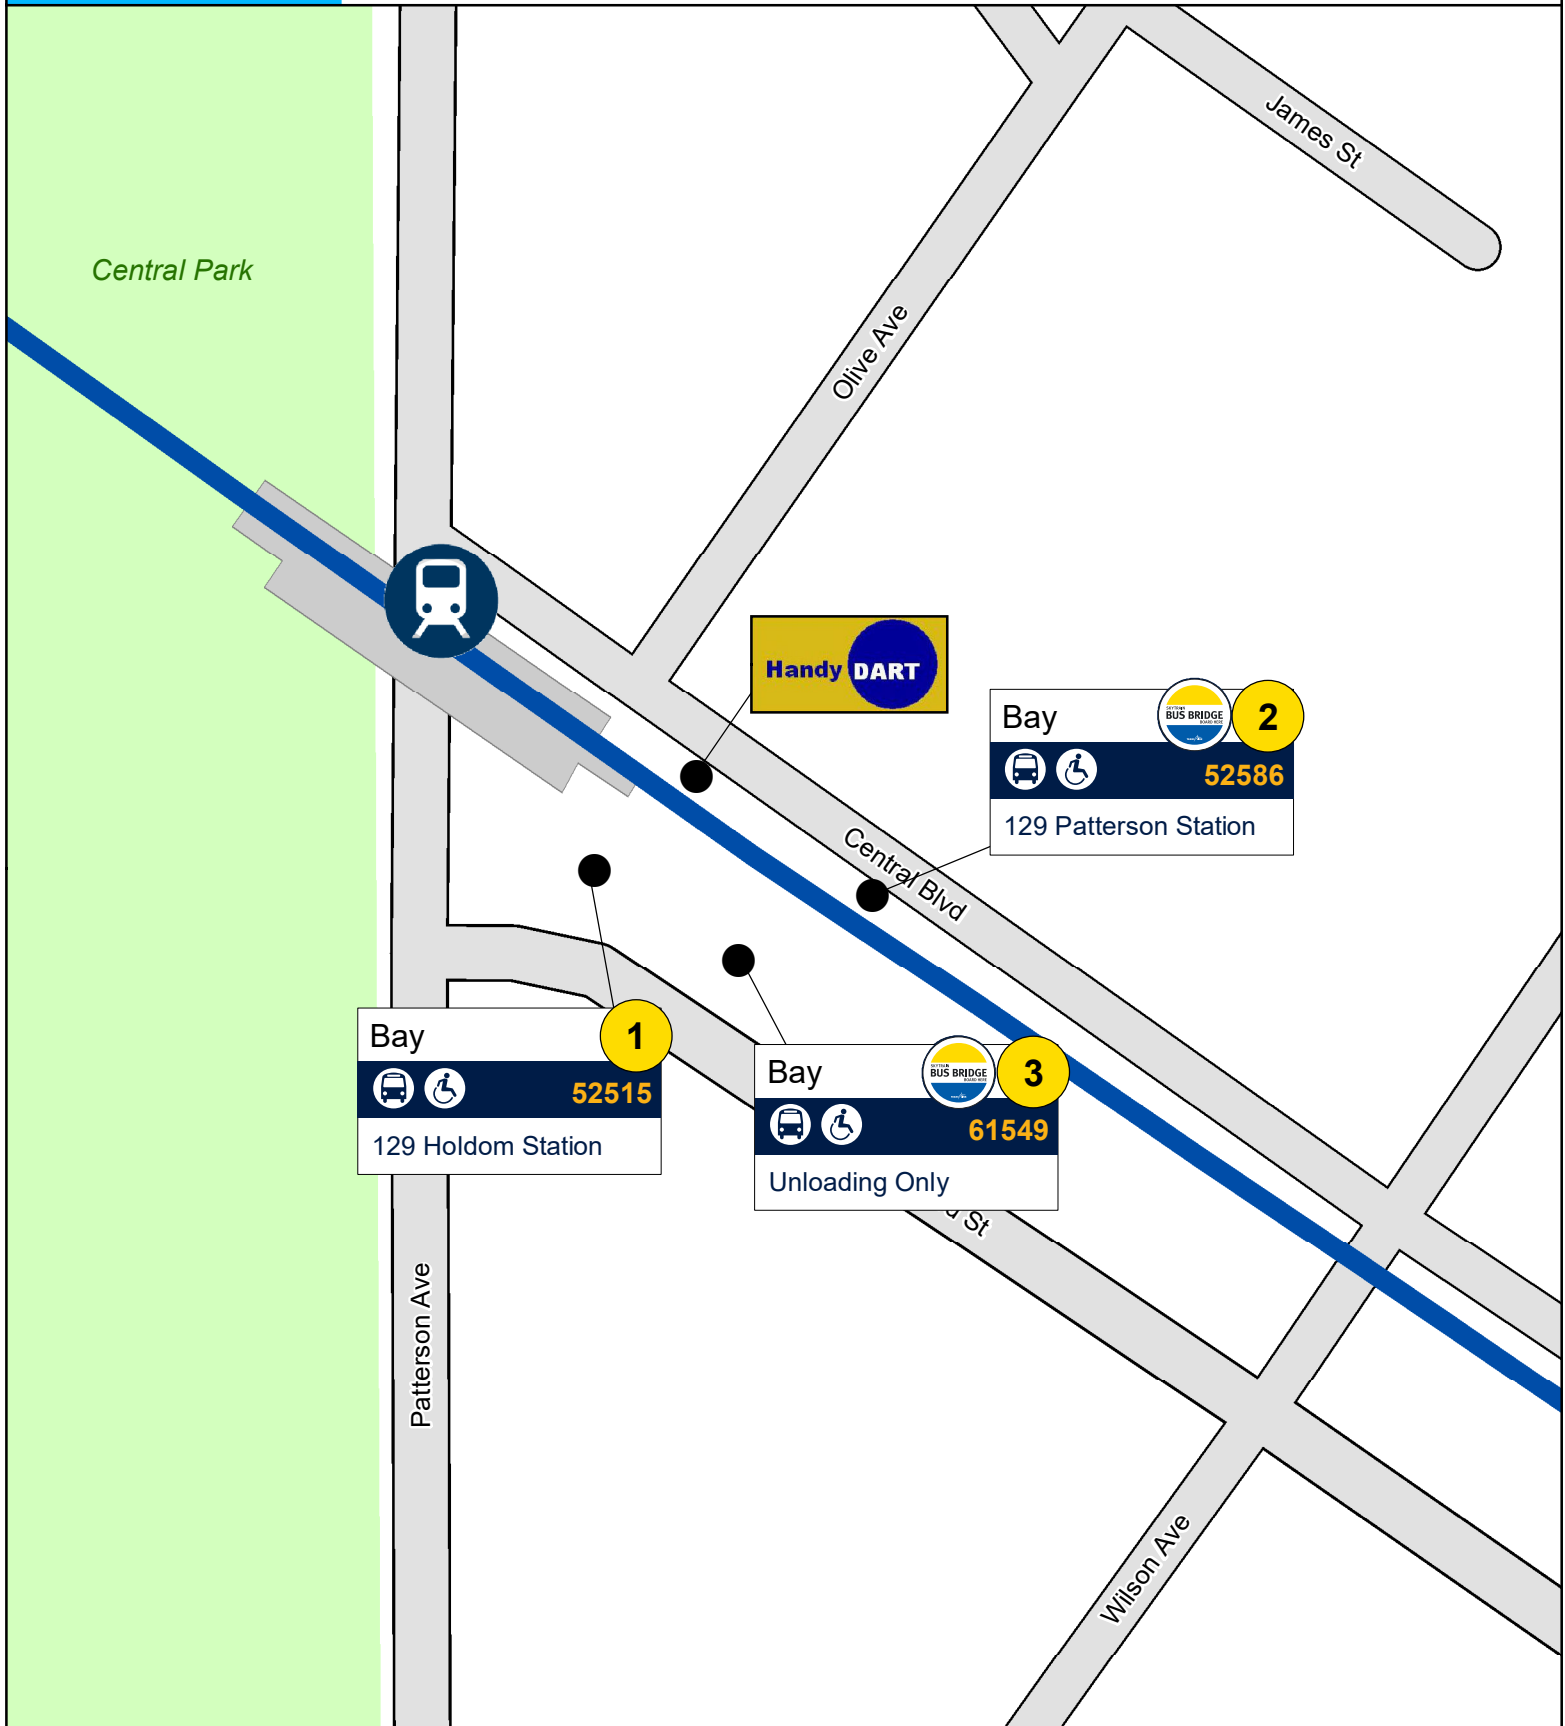 James St
Central Park
Olive Ave
Handy DART
Bay
BUS BRIDGE
2
52586
129 Patterson Station
Central Blvd
Bay
1
52515
129 Holdom Station
Bay
BUS BRIDGE
3
61549
Unloading Only
St
Patterson Ave
Wilson Ave